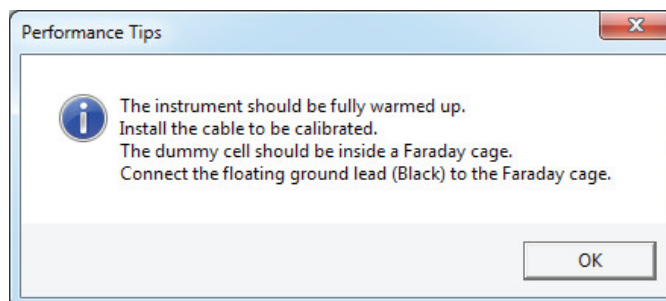 Performance Tips
The instrument should be fully warmed up.
Install the cable to be calibrated.
The dummy cell should be inside a Faraday cage.
Connect the floating ground lead (Black) to the Faraday cage.
OK